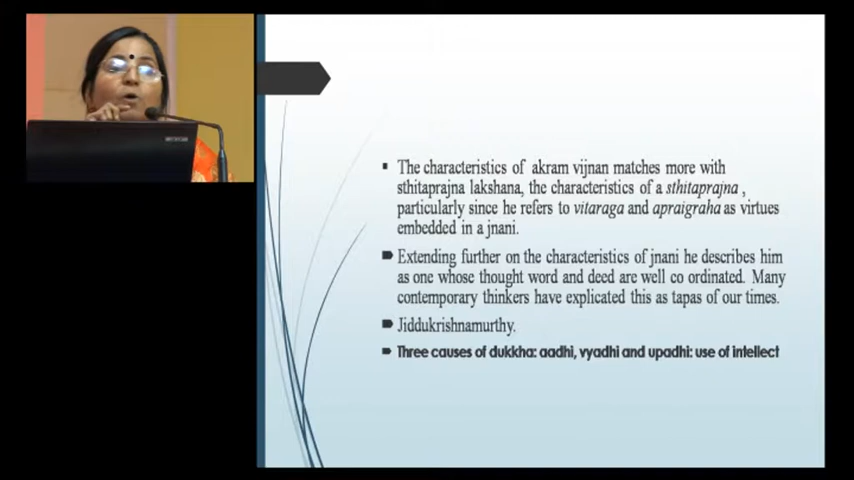 The characteristics of akram vijnan matches more with
sthitaprajna lakshana, the characteristics of a sthitaprajna ,
particularly since he refers to vitaraga and apraigraha as virtues
embedded in a jnani.
Extending further on the characteristics of jnani he describes him
as one whose thought word and deed are well co ordinated. Many
contemporary thinkers have explicated this as tapas of our times.
Jiddukrishnamurthy.
Three causes of dukkha: aadhi, vyadhi and upadhi: use of intellect